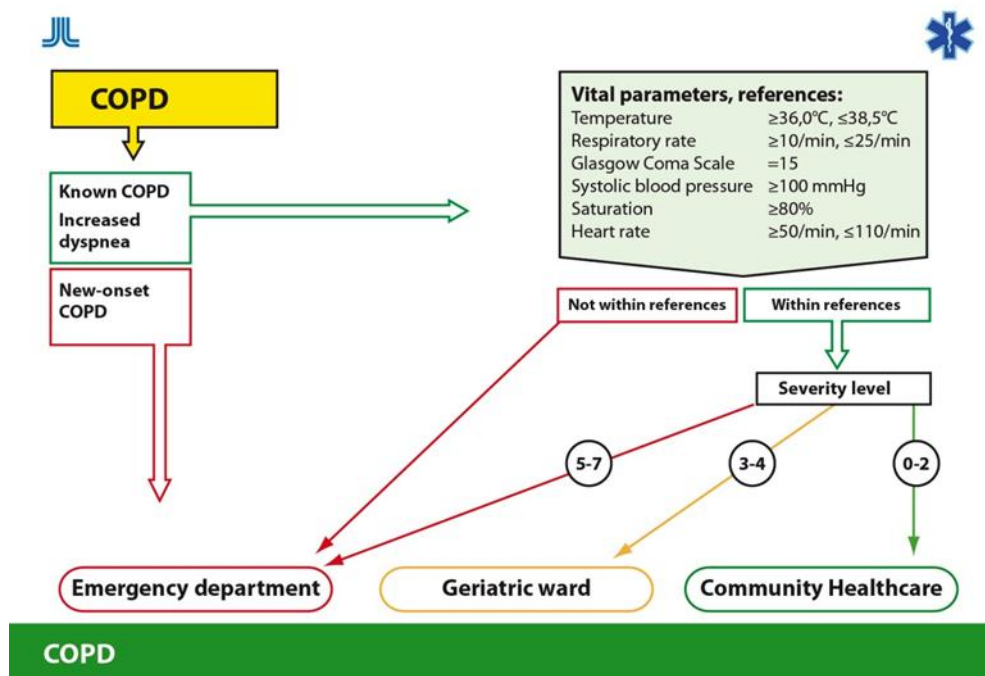 COPD
Known COPD
Increased
dyspnea
New-onset
COPD
Vital parameters, references:
Temperature ≥36,0°C, ≤38,5°C
Respiratory rate ≥10/min, ≤25/min
Glasgow Coma Scale =15
Systolic blood pressure ≥100 mmHg
Saturation ≥80%
Heart rate ≥50/min, ≤110/min
Not within references
Within references
Severity level
5-7
3-4
0-2
Emergency department
Geriatric ward
Community Healthcare
COPD